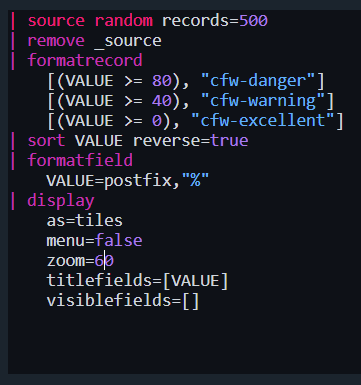 | source random records=500
| remove _source
| formatrecord
    [(VALUE >= 80), "cfw-danger"]
    [(VALUE >= 40), "cfw-warning"]
    [(VALUE >= 0), "cfw-excellent"]
| sort VALUE reverse=true
| formatfield
    VALUE=postfix,"%"
| display
    as=tiles
    menu=false
    zoom=60
    titlefields=[VALUE]
    visiblefields=[]